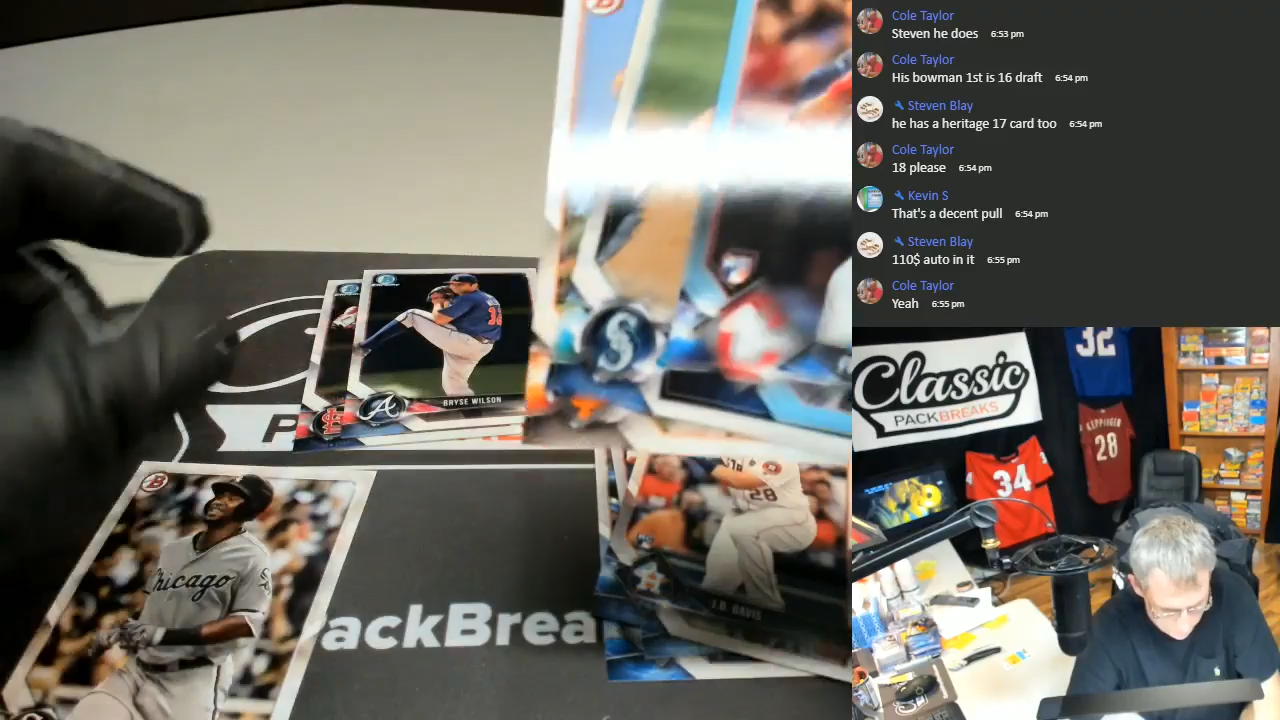 Cole Taylor
Steven he does 6:53 pm
Cole Taylor
His bowman 1st is 16 draft 6:54 pm
Steven Blay
he has a heritage 17 card too 6:54 pm
Cole Taylor
18 please 6:54 pm
Kevin S
That's a decent pull 6:54 pm
Steven Blay
110$ auto in it 6:55 pm
Cole Taylor
Yeah 6:55 pm
32
Classic
PACKBREAKS
KEPPINGER
28
34
B
A
BRYSE WILSON
S
C
P
28
J.D. DAVIS
B
Chicago
ackBrea